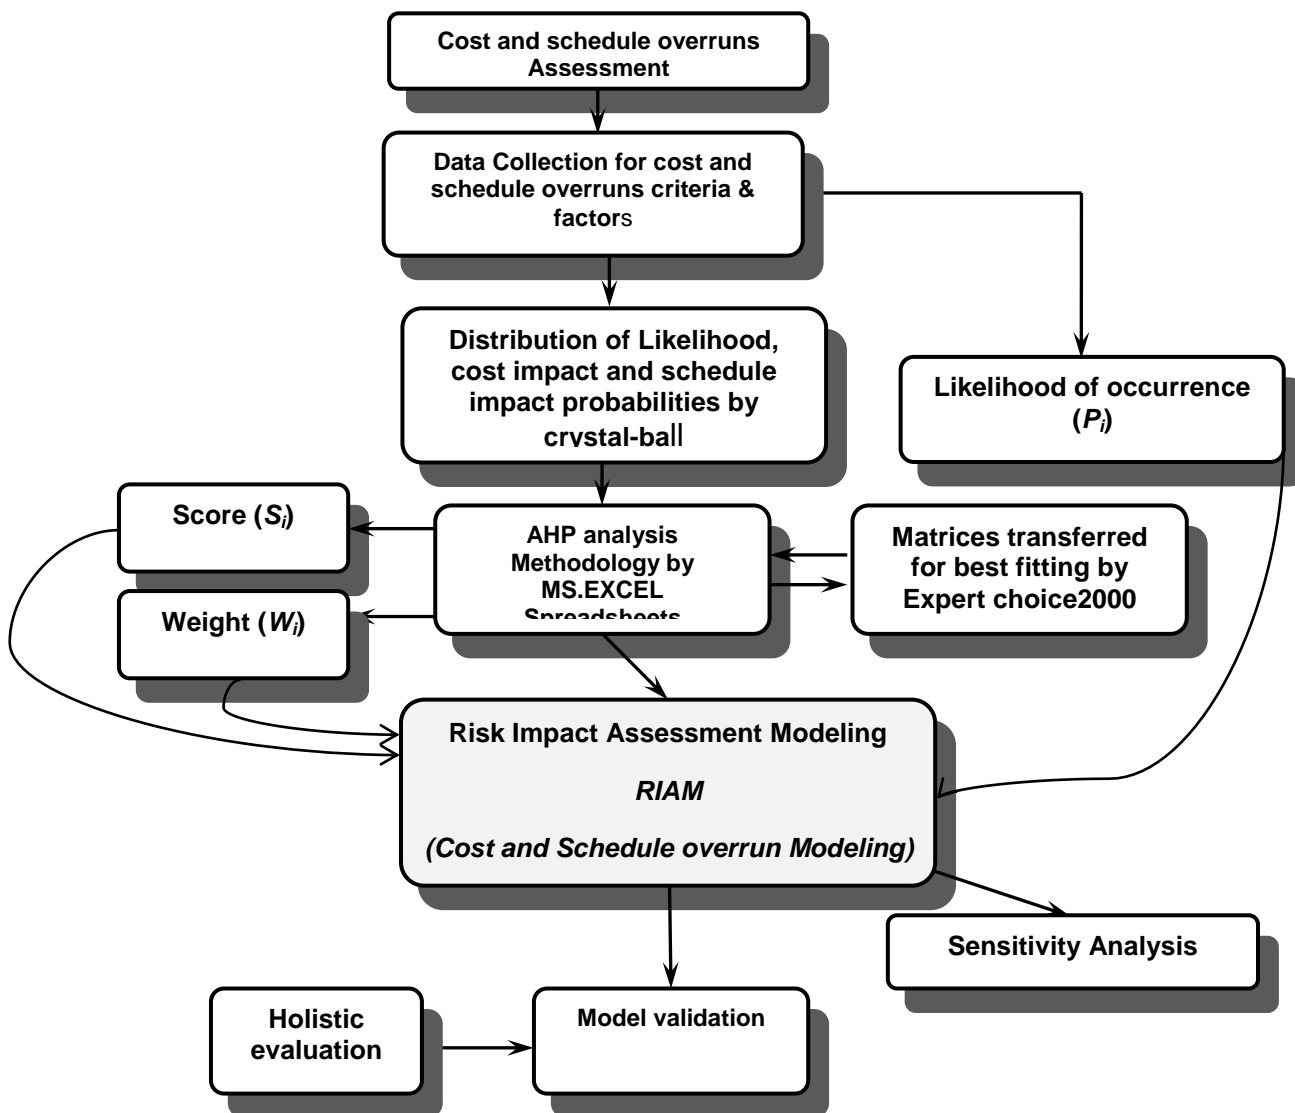 Cost and schedule overruns
Assessment
Data Collection for cost and
schedule overruns criteria &
factors
Distribution of Likelihood,
cost impact and schedule
impact probabilities by
crystal-ball
Likelihood of occurrence
(Pi)
Score (Si)
AHP analysis
Methodology by
MS.EXCEL
Spreadsheets
Matrices transferred
for best fitting by
Expert choice2000
Weight (Wi)
Risk Impact Assessment Modeling
RIAM
(Cost and Schedule overrun Modeling)
Sensitivity Analysis
Holistic
evaluation
Model validation